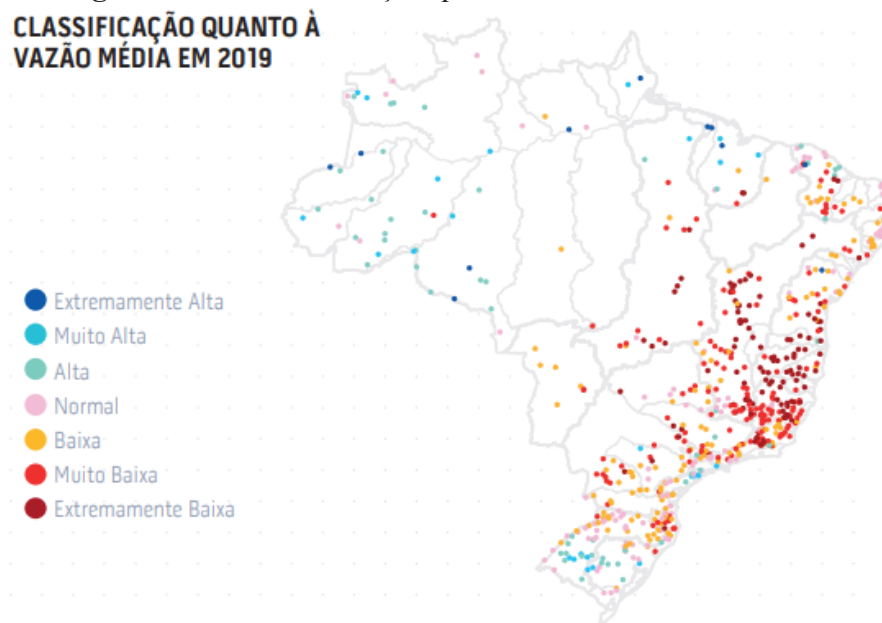 CLASSIFICAÇÃO QUANTO À
VAZÃO MÉDIA EM 2019
Extremamente Alta
Muito Alta
Alta
Normal
Baixa
Muito Baixa
Extremamente Baixa